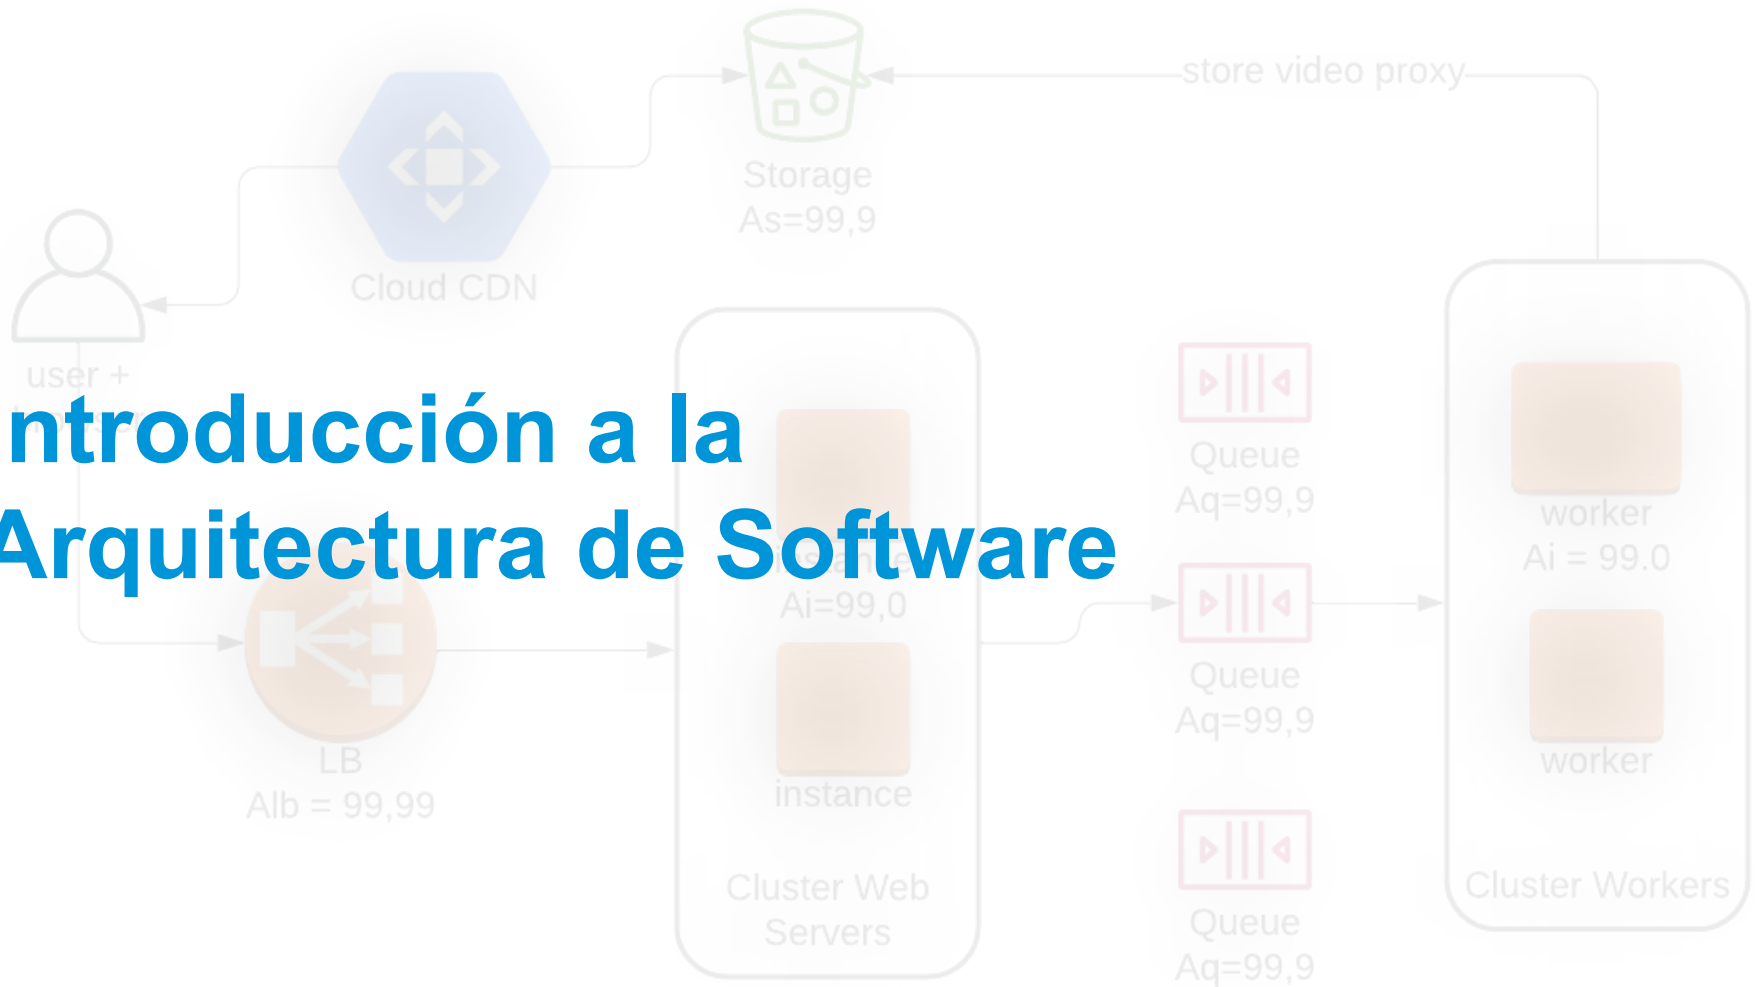 store video proxy
Storage
As=99,9
Cloud CDN
user +
ntroducción a la
Arquitectura de Software
instance
Ai=99,0
instance
Cluster Web
Servers
LB
Alb = 99,99
Queue
Aq=99,9
Queue
Aq=99,9
Queue
Aq=99,9
worker
Ai = 99.0
worker
Cluster Workers